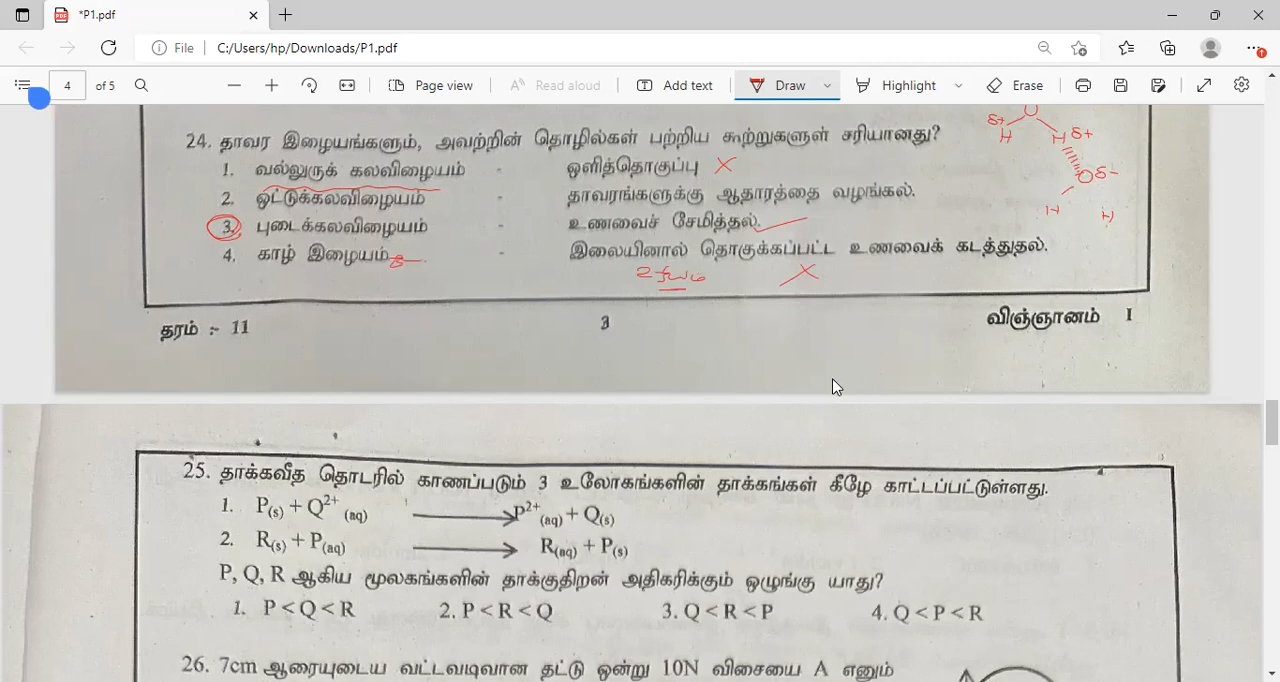 *P1.pdf
File C:/Users/hp/Downloads/P1.pdf
4 of 5 Page view Read aloud Add text Draw Highlight Erase
24. தாவர இழையங்களும், அவற்றின் தொழில்கள் பற்றிய கூற்றுகளுள் சரியானது?
1. வல்லுருக் கலவிழையம் - ஒளித்தொகுப்பு
2. ஒட்டுக்கலவிழையம் - தாவரங்களுக்கு ஆதாரத்தை வழங்கல்.
3. புடைக்கலவிழையம் - உணவைச் சேமித்தல்.
4. காழ் இழையம் - இலையினால் தொகுக்கப்பட்ட உணவைக் கடத்துதல்.
δ+ H H δ+
O δ-
H H
தரம் :- 11 3 விஞ்ஞானம் I
25. தாக்கவீத தொடரில் காணப்படும் 3 உலோகங்களின் தாக்கங்கள் கீழே காட்டப்பட்டுள்ளது.
1. P(s) + Q2+ (aq) → P2+(aq) + Q(s)
2. R(s) + P(aq) → R(aq) + P(s)
P, Q, R ஆகிய மூலகங்களின் தாக்குதிறன் அதிகரிக்கும் ஒழுங்கு யாது?
1. P < Q < R 2. P < R < Q 3. Q < R < P 4. Q < P < R
26. 7cm ஆரையுடைய வட்டவடிவான தட்டு ஒன்று 10N விசையை A எனும்